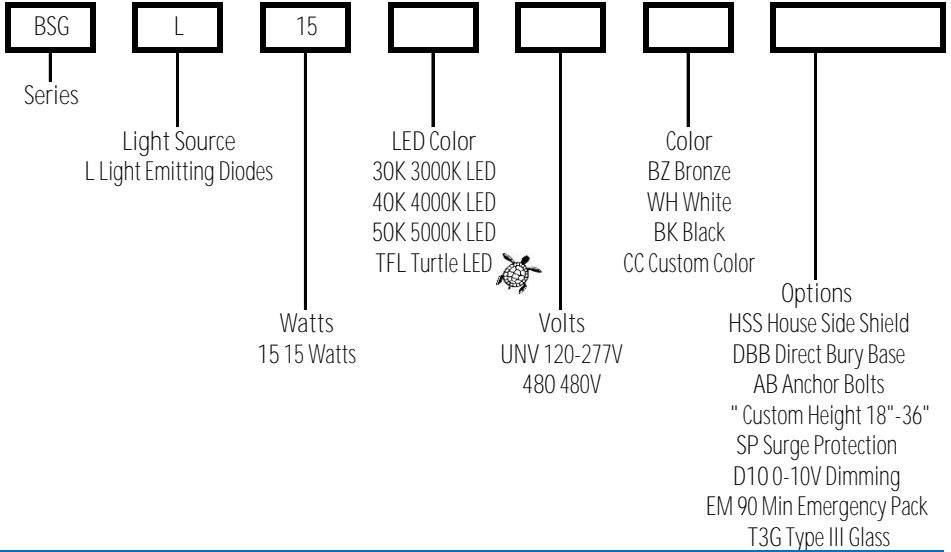 BSG L 15
Series
Light Source
L Light Emitting Diodes
Watts
15 15 Watts
LED Color
30K 3000K LED
40K 4000K LED
50K 5000K LED
TFL Turtle LED
Volts
UNV 120-277V
480 480V
Color
BZ Bronze
WH White
BK Black
CC Custom Color
Options
HSS House Side Shield
DBB Direct Bury Base
AB Anchor Bolts
" Custom Height 18"-36"
SP Surge Protection
D10 0-10V Dimming
EM 90 Min Emergency Pack
T3G Type III Glass